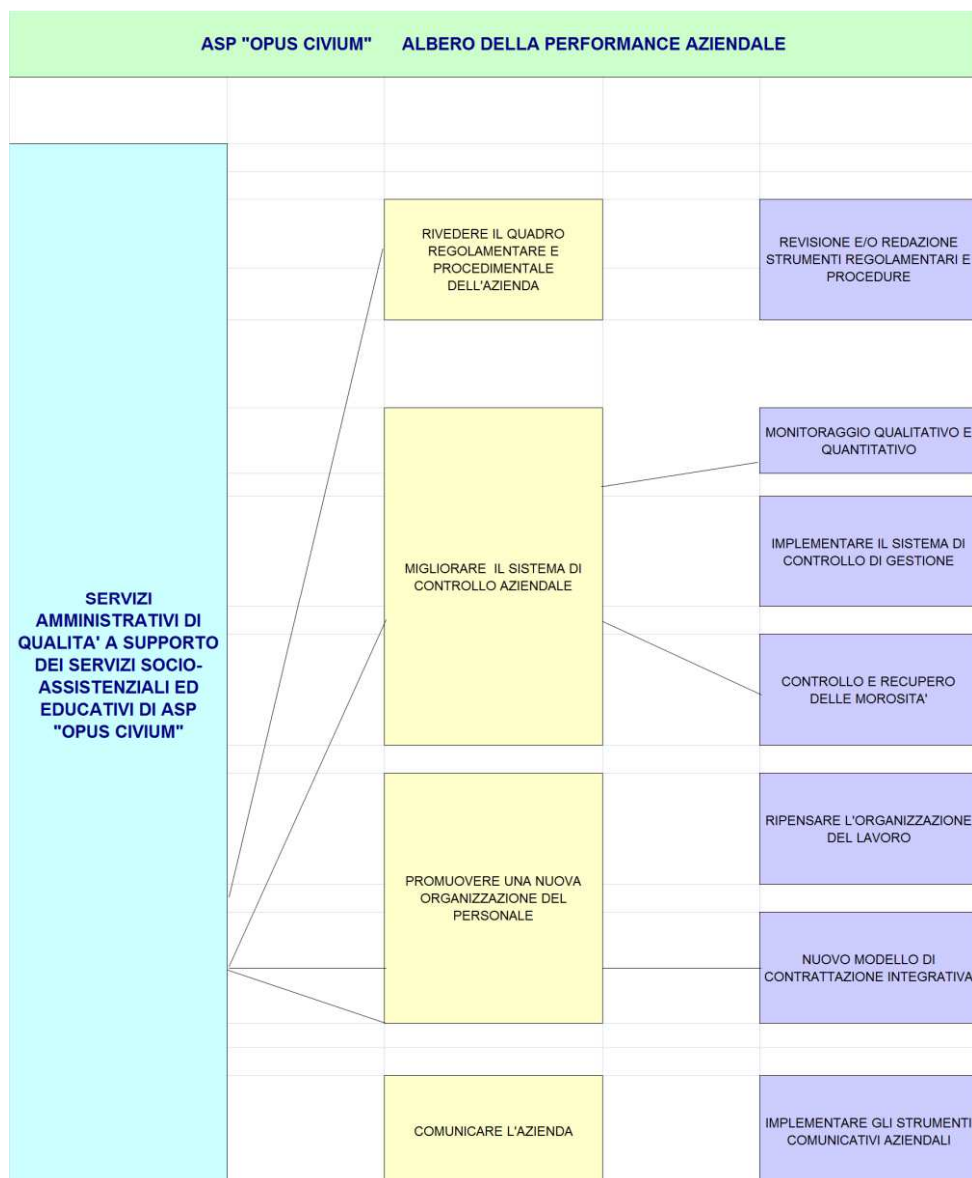 ASP "OPUS CIVIUM" ALBERO DELLA PERFORMANCE AZIENDALE
SERVIZI
AMMINISTRATIVI DI
QUALITA' A SUPPORTO
DEI SERVIZI SOCIO-
ASSISTENZIALI ED
EDUCATIVI DI ASP
"OPUS CIVIUM"
RIVEDERE IL QUADRO
REGOLAMENTARE E
PROCEDIMENTALE
DELL'AZIENDA
REVISIONE E/O REDAZIONE
STRUMENTI REGOLAMENTARI E
PROCEDURE
MIGLIORARE IL SISTEMA DI
CONTROLLO AZIENDALE
MONITORAGGIO QUALITATIVO E
QUANTITATIVO
IMPLEMENTARE IL SISTEMA DI
CONTROLLO DI GESTIONE
CONTROLLO E RECUPERO
DELLE MOROSITA'
PROMUOVERE UNA NUOVA
ORGANIZZAZIONE DEL
PERSONALE
RIPENSARE L'ORGANIZZAZIONE
DEL LAVORO
NUOVO MODELLO DI
CONTRATTAZIONE INTEGRATIVA
COMUNICARE L'AZIENDA
IMPLEMENTARE GLI STRUMENTI
COMUNICATIVI AZIENDALI